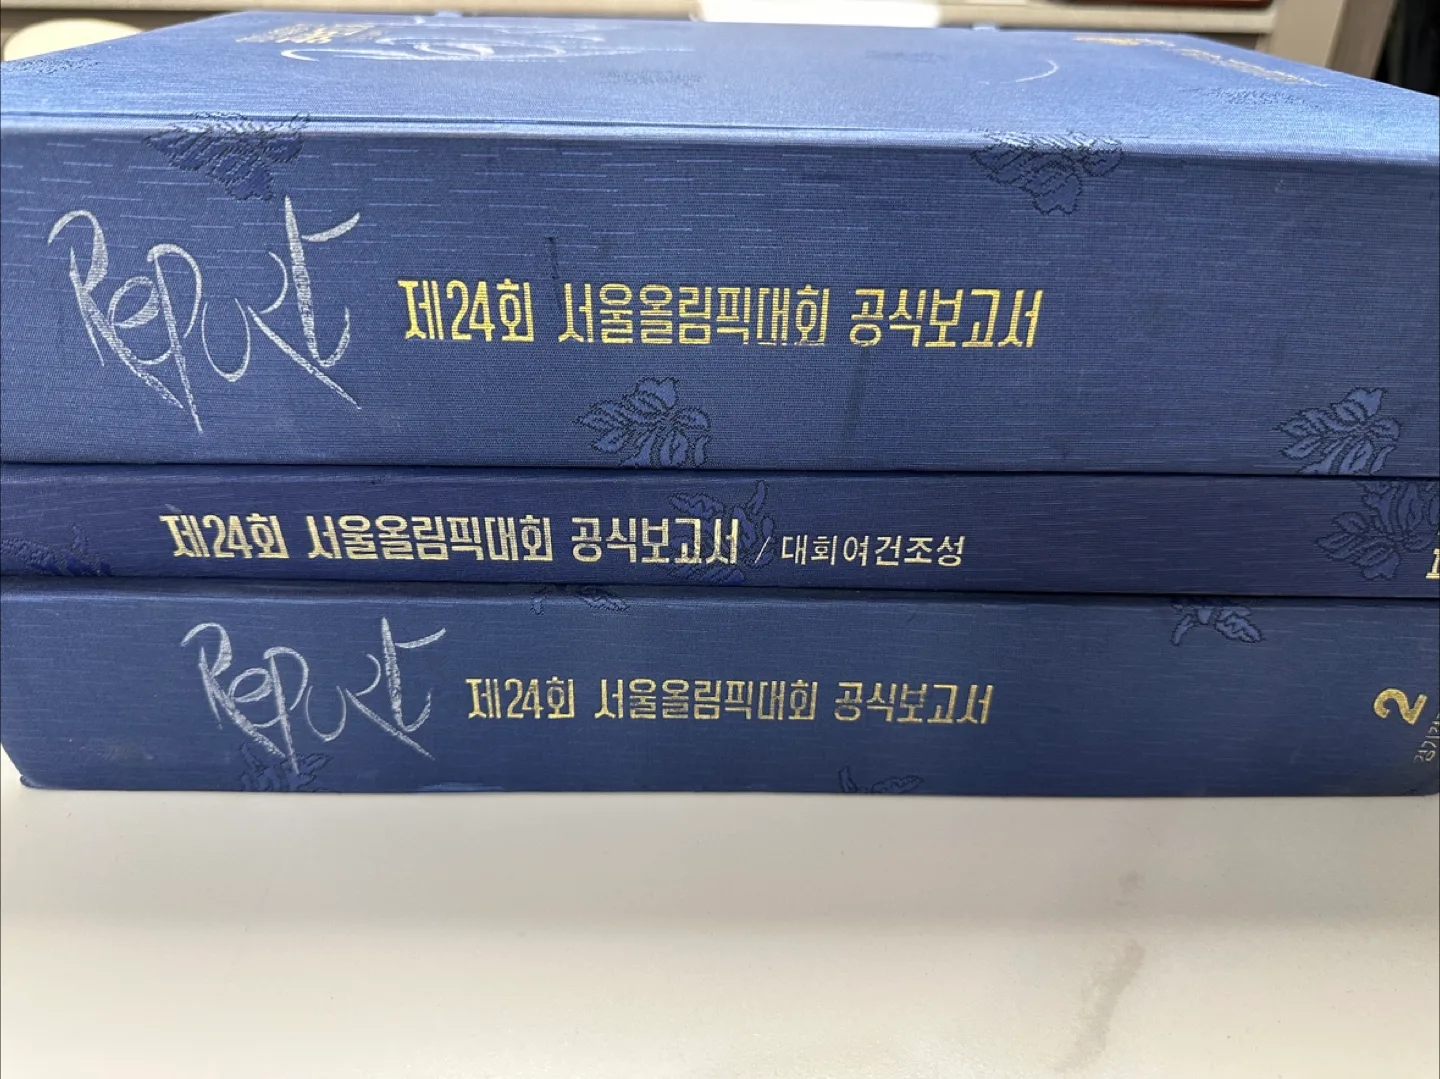 RepoRt
제24회 서울올림픽대회 공식보고서
제24회 서울올림픽대회 공식보고서 / 대회여건조성
1
RepoRt
제24회 서울올림픽대회 공식보고서
2